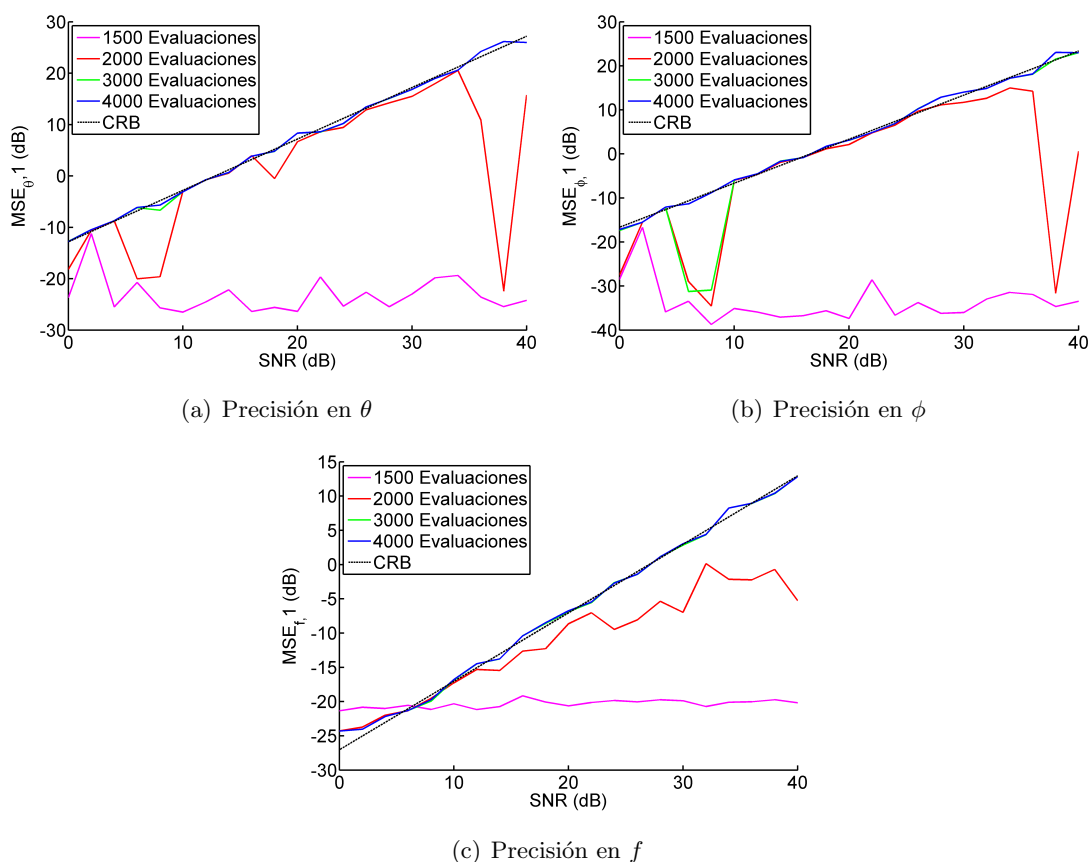 30
20
10
0
-10
-20
-30
0
10
20
30
40
SNR (dB)
MSE_θ,1 (dB)
1500 Evaluaciones
2000 Evaluaciones
3000 Evaluaciones
4000 Evaluaciones
CRB
(a) Precisión en θ
30
20
10
0
-10
-20
-30
-40
0
10
20
30
40
SNR (dB)
MSE_ϕ,1 (dB)
1500 Evaluaciones
2000 Evaluaciones
3000 Evaluaciones
4000 Evaluaciones
CRB
(b) Precisión en ϕ
15
10
5
0
-5
-10
-15
-20
-25
-30
0
10
20
30
40
SNR (dB)
MSE_f,1 (dB)
1500 Evaluaciones
2000 Evaluaciones
3000 Evaluaciones
4000 Evaluaciones
CRB
(c) Precisión en f